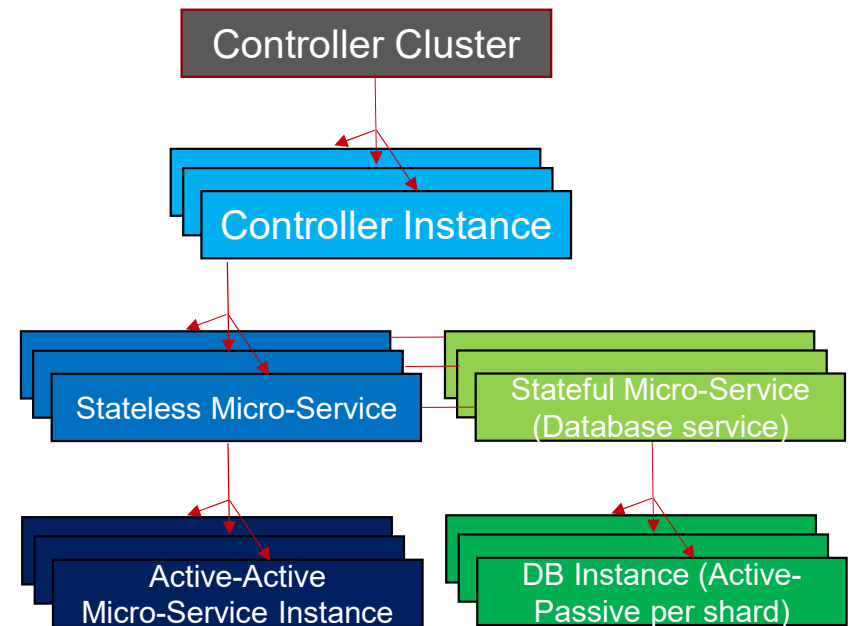 Controller Cluster
Controller Instance
Stateless Micro-Service
Stateful Micro-Service
(Database service)
Active-Active
Micro-Service Instance
DB Instance (Active-
Passive per shard)